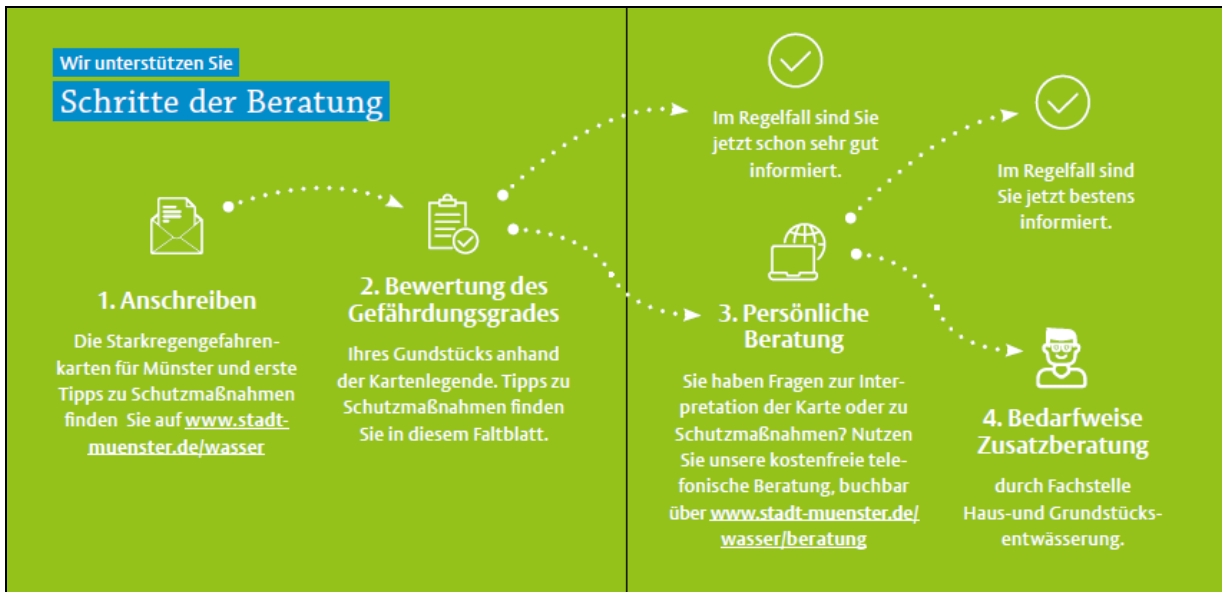 Wir unterstützen Sie
Schritte der Beratung
1. Anschreiben
Die Starkregengefahren-
karten für Münster und erste
Tipps zu Schutzmaßnahmen
finden Sie auf www.stadt-
muenster.de/wasser
2. Bewertung des
Gefährdungsgrades
Ihres Gundstücks anhand
der Kartenlegende. Tipps zu
Schutzmaßnahmen finden
Sie in diesem Faltblatt.
Im Regelfall sind Sie
jetzt schon sehr gut
informiert.
3. Persönliche
Beratung
Sie haben Fragen zur Inter-
pretation der Karte oder zu
Schutzmaßnahmen? Nutzen
Sie unsere kostenfreie tele-
fonische Beratung, buchbar
über www.stadt-muenster.de/
wasser/beratung
Im Regelfall sind
Sie jetzt bestens
informiert.
4. Bedarfweise
Zusatzberatung
durch Fachstelle
Haus-und Grundstücks-
entwässerung.